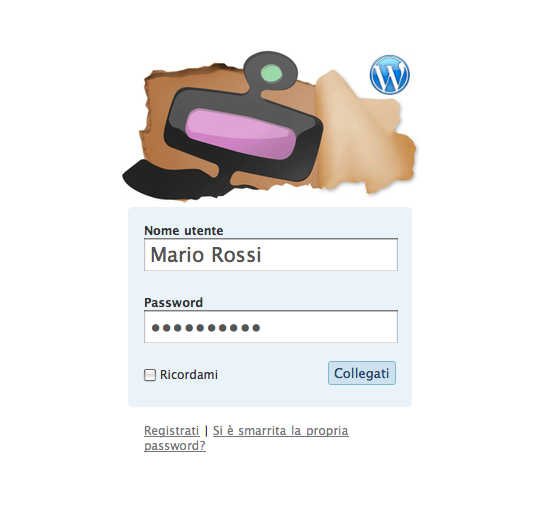 W
Nome utente
Mario Rossi
Password
••••••••••
Ricordami
Collegati
Registrati | Si è smarrita la propria
password?